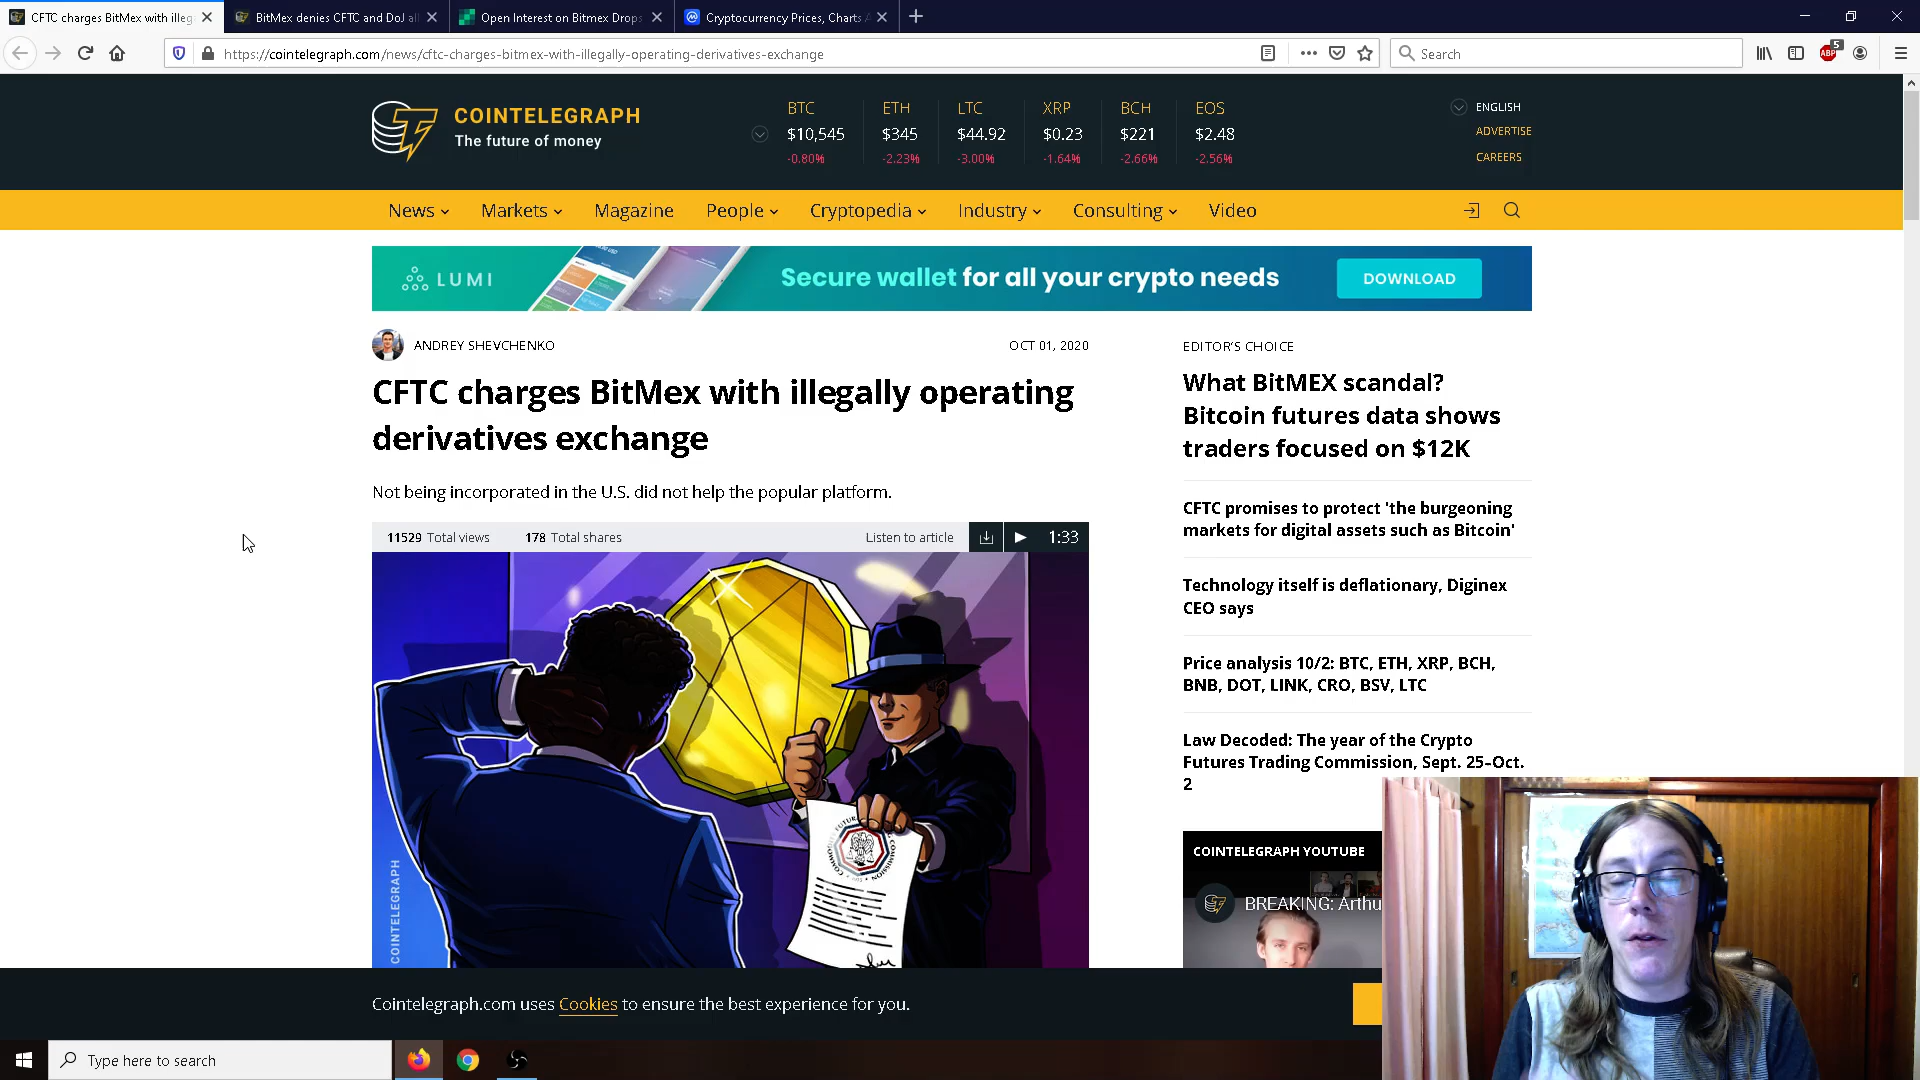 CFTC charges BitMex with illeg
BitMex denies CFTC and DoJ all
Open Interest on Bitmex Drops
Cryptocurrency Prices, Charts A
https://cointelegraph.com/news/cftc-charges-bitmex-with-illegally-operating-derivatives-exchange
Search
ABP
5
COINTELEGRAPH
The future of money
BTC ETH LTC XRP BCH EOS
$10,545 $345 $44.92 $0.23 $221 $2.48
-0.80% -2.23% -3.00% -1.64% -2.66% -2.56%
ENGLISH
ADVERTISE
CAREERS
News Markets Magazine People Cryptopedia Industry Consulting Video
LUMI
Secure wallet for all your crypto needs
DOWNLOAD
ANDREY SHEVCHENKO
OCT 01, 2020
CFTC charges BitMex with illegally operating
derivatives exchange
Not being incorporated in the U.S. did not help the popular platform.
11529 Total views 178 Total shares Listen to article 1:33
COINTELEGRAPH
EDITOR'S CHOICE
What BitMEX scandal?
Bitcoin futures data shows
traders focused on $12K
CFTC promises to protect 'the burgeoning
markets for digital assets such as Bitcoin'
Technology itself is deflationary, Diginex
CEO says
Price analysis 10/2: BTC, ETH, XRP, BCH,
BNB, DOT, LINK, CRO, BSV, LTC
Law Decoded: The year of the Crypto
Futures Trading Commission, Sept. 25–Oct.
2
COINTELEGRAPH YOUTUBE
BREAKING: Arthu
Cointelegraph.com uses Cookies to ensure the best experience for you.
Type here to search